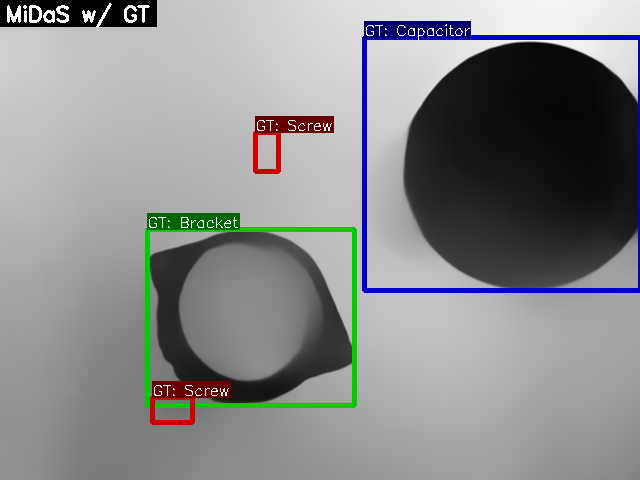 MiDaS w/ GT
GT: Capacitor
GT: Screw
GT: Bracket
GT: Screw